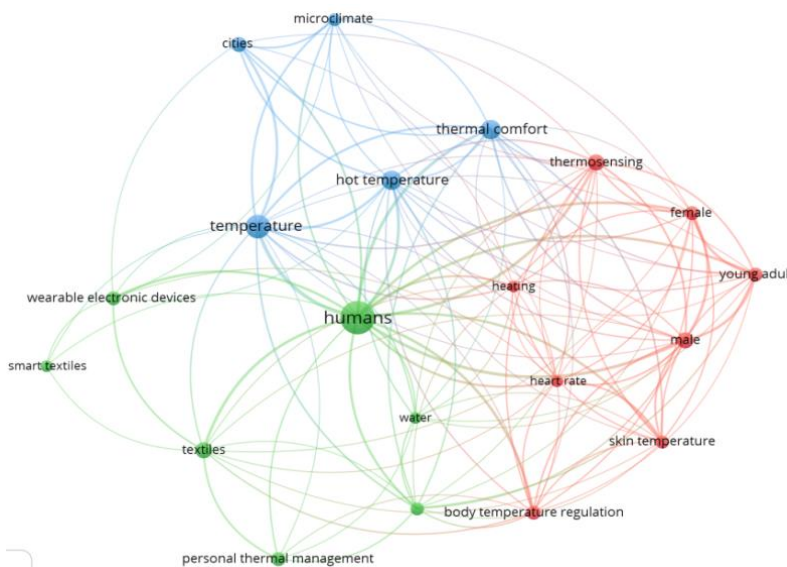 microclimate
cities
thermal comfort
thermosensing
hot temperature
female
temperature
young adul
heating
wearable electronic devices
humans
male
smart textiles
heart rate
water
skin temperature
textiles
body temperature regulation
personal thermal management